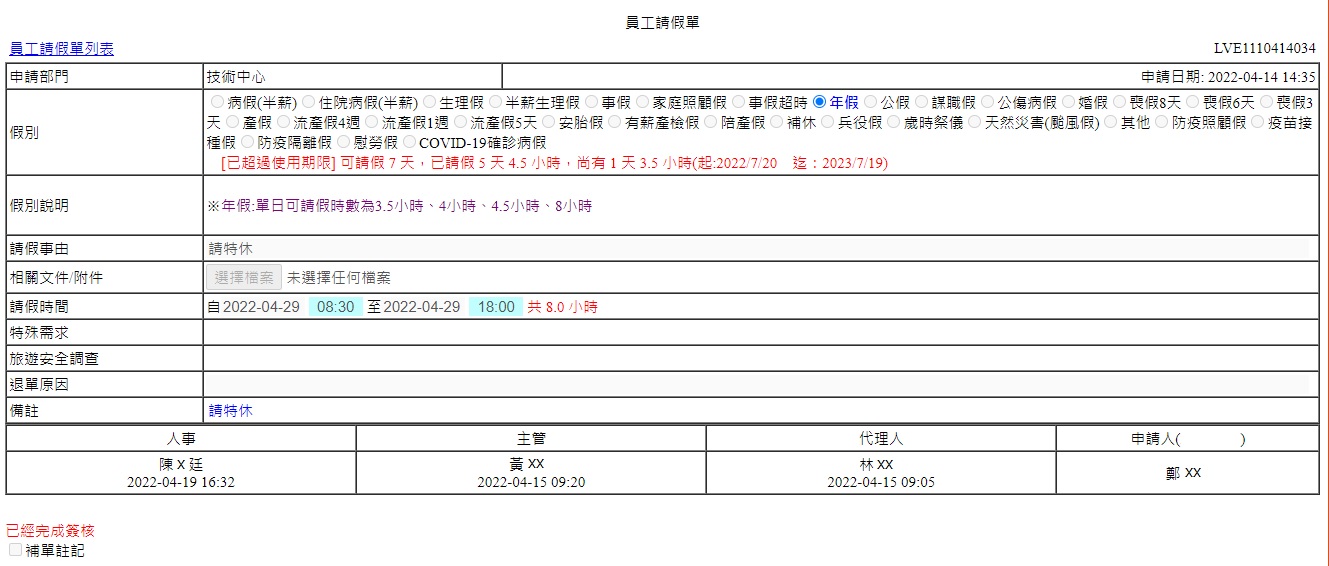 員工請假單
員工請假單列表 LVE1110414034
申請部門 技術中心 申請日期: 2022-04-14 14:35
假別 病假(半薪) 住院病假(半薪) 生理假 半薪生理假 事假 家庭照顧假 事假超時 年假 公假 謀職假 公傷病假 婚假 喪假8天 喪假6天 喪假3
天 產假 流產假4週 流產假1週 流產假5天 安胎假 有薪產檢假 陪產假 補休 兵役假 歲時祭儀 天然災害(颱風假) 其他 防疫照顧假 疫苗接
種假 防疫隔離假 慰勞假 COVID-19確診病假
[已超過使用期限] 可請假 7 天，已請假 5 天 4.5 小時，尚有 1 天 3.5 小時(起:2022/7/20 迄：2023/7/19)
假別說明 ※年假:單日可請假時數為3.5小時、4小時、4.5小時、8小時
請假事由 請特休
相關文件/附件 選擇檔案 未選擇任何檔案
請假時間 自2022-04-29 08:30 至2022-04-29 18:00 共 8.0 小時
特殊需求
旅遊安全調查
退單原因
備註 請特休
人事 主管 代理人 申請人( )
陳 X 廷 黃 XX 林 XX 鄭 XX
2022-04-19 16:32 2022-04-15 09:20 2022-04-15 09:05
已經完成簽核
補單註記